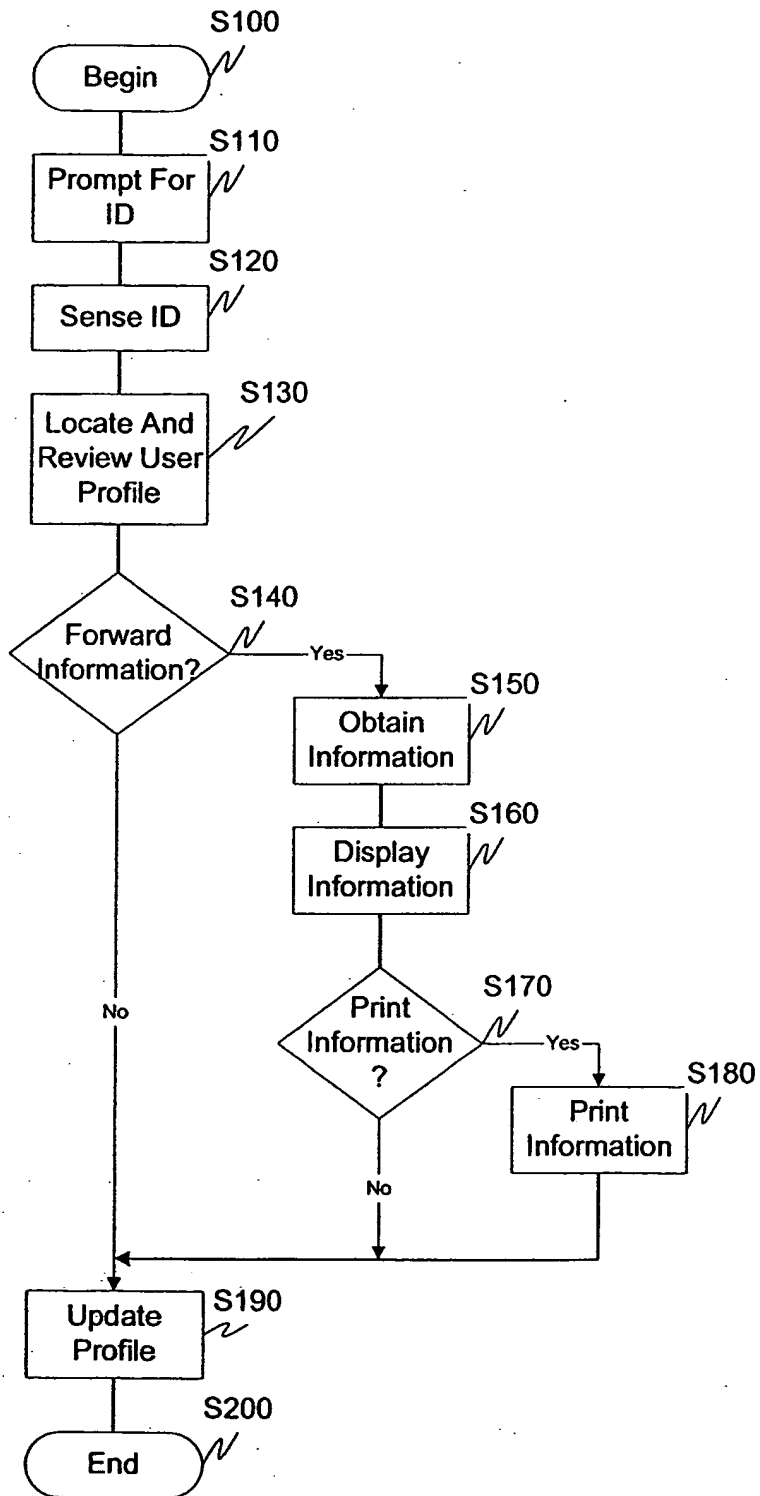 S100
Begin
S110
Prompt For
ID
S120
Sense ID
S130
Locate And
Review User
Profile
S140
Forward
Information?
Yes
S150
Obtain
Information
S160
Display
Information
S170
Print
Information
?
Yes
S180
Print
Information
No
No
S190
Update
Profile
S200
End